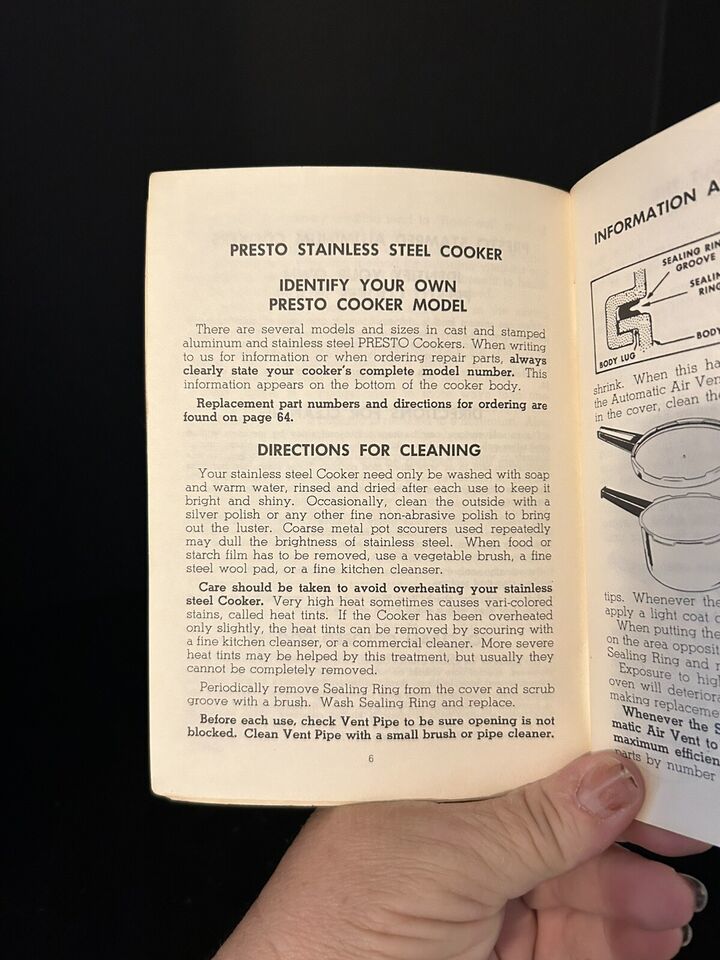 PRESTO STAINLESS STEEL COOKER
IDENTIFY YOUR OWN
PRESTO COOKER MODEL
There are several models and sizes in cast and stamped
aluminum and stainless steel PRESTO Cookers. When writing
to us for information or when ordering repair parts, always
clearly state your cooker's complete model number. This
information appears on the bottom of the cooker body.
Replacement part numbers and directions for ordering are
found on page 64.
DIRECTIONS FOR CLEANING
Your stainless steel Cooker need only be washed with soap
and warm water, rinsed and dried after each use to keep it
bright and shiny. Occasionally, clean the outside with a
silver polish or any other fine non-abrasive polish to bring
out the luster. Coarse metal pot scourers used repeatedly
may dull the brightness of stainless steel. When food or
starch film has to be removed, use a vegetable brush, a fine
steel wool pad, or a fine kitchen cleanser.
Care should be taken to avoid overheating your stainless
steel Cooker. Very high heat sometimes causes vari-colored
stains, called heat tints. If the Cooker has been overheated
only slightly, the heat tints can be removed by scouring with
a fine kitchen cleanser, or a commercial cleaner. More severe
heat tints may be helped by this treatment, but usually they
cannot be completely removed.
Periodically remove Sealing Ring from the cover and scrub
groove with a brush. Wash Sealing Ring and replace.
Before each use, check Vent Pipe to be sure opening is not
blocked. Clean Vent Pipe with a small brush or pipe cleaner.
6
INFORMATION A
SEALING RIN
GROOVE
SEALIN
RING
BODY
BODY LUG
shrink. When this ha
the Automatic Air Ven
in the cover, clean the
tips. Whenever the
apply a light coat o
When putting the
on the area opposit
Sealing Ring and r
Exposure to high
oven will deteriora
making replaceme
Whenever the S
matic Air Vent to
maximum efficien
parts by number